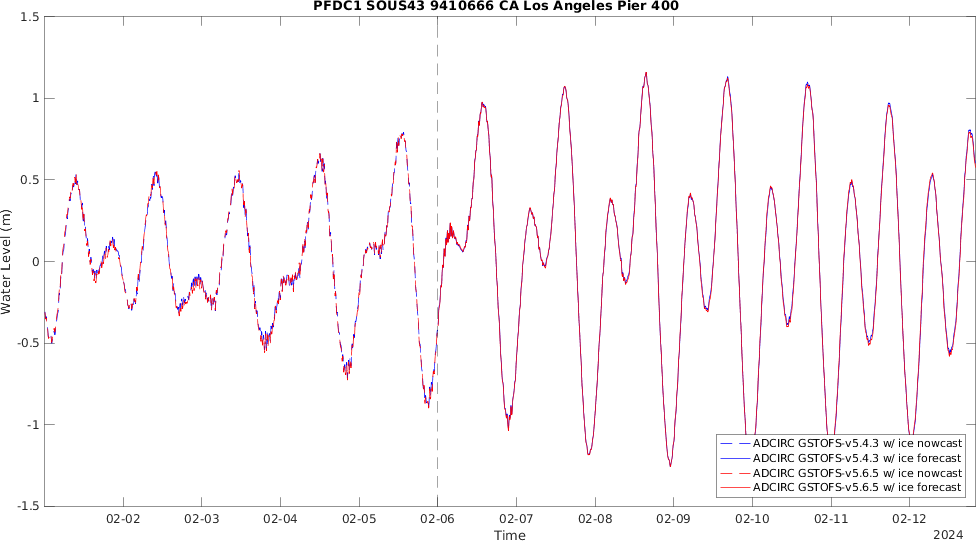 PFDC1 SOUS43 9410666 CA Los Angeles Pier 400
Water Level (m)
1.5
1
0.5
0
-0.5
-1
-1.5
ADCIRC GSTOFS-v5.4.3 w/ ice nowcast
ADCIRC GSTOFS-v5.4.3 w/ ice forecast
ADCIRC GSTOFS-v5.6.5 w/ ice nowcast
ADCIRC GSTOFS-v5.6.5 w/ ice forecast
02-02 02-03 02-04 02-05 02-06 02-07 02-08 02-09 02-10 02-11 02-12
Time
2024